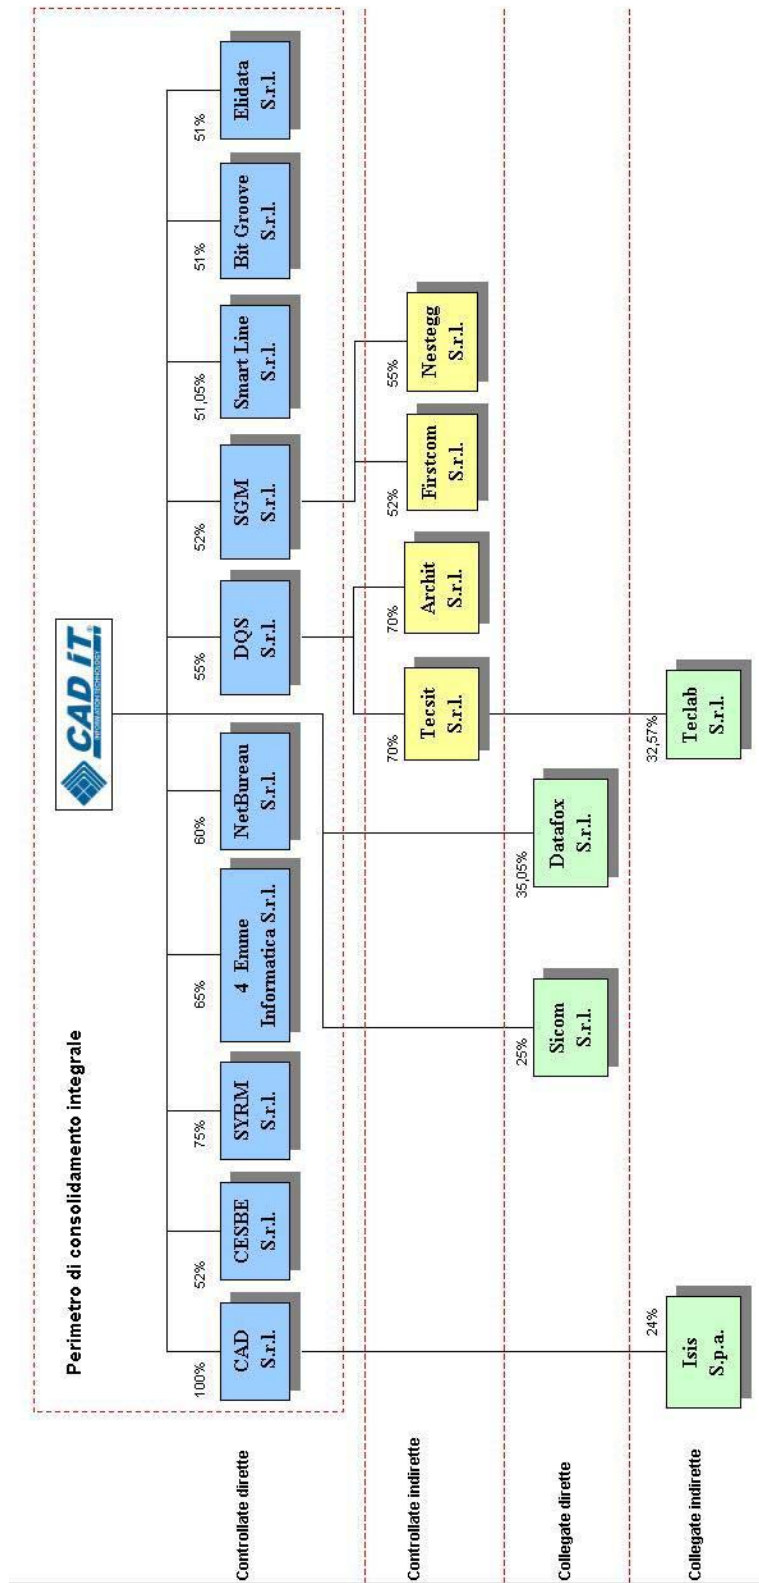 Perimetro di consolidamento integrale
CAD iT
INFORMATION TECHNOLOGY
Controllate dirette
100%
CAD
S.r.l.
52%
CESBE
S.r.l.
75%
SYRM
S.r.l.
65%
4 Emme
Informatica S.r.l.
60%
NetBureau
S.r.l.
55%
DQS
S.r.l.
52%
SGM
S.r.l.
51,05%
Smart Line
S.r.l.
51%
Bit Groove
S.r.l.
51%
Elidata
S.r.l.
Controllate indirette
70%
Tecsit
S.r.l.
70%
Archit
S.r.l.
52%
Firstcom
S.r.l.
55%
Nestegg
S.r.l.
Collegate dirette
25%
Sicom
S.r.l.
35,05%
Datafox
S.r.l.
Collegate indirette
24%
Isis
S.p.a.
32,57%
Teclab
S.r.l.